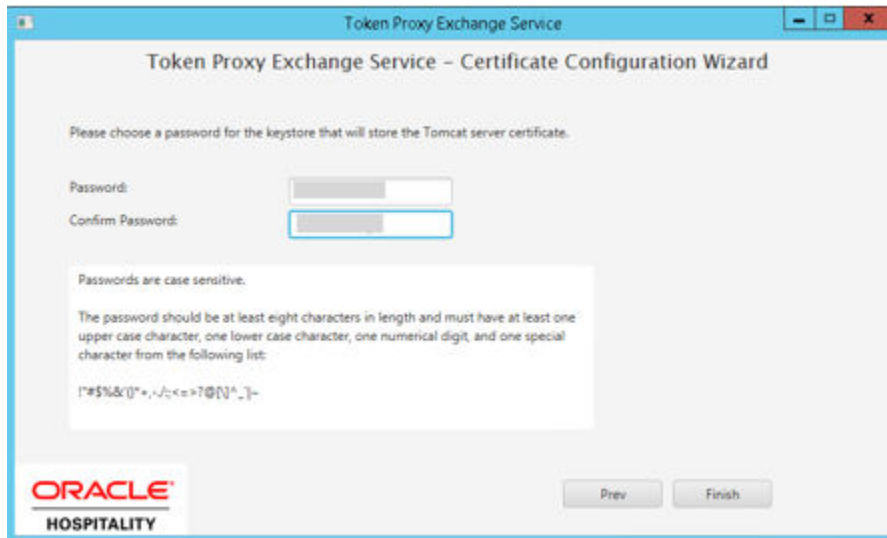 Token Proxy Exchange Service
Token Proxy Exchange Service – Certificate Configuration Wizard
Please choose a password for the keystore that will store the Tomcat server certificate.
Password:
Confirm Password:
Passwords are case sensitive.
The password should be at least eight characters in length and must have at least one
upper case character, one lower case character, one numerical digit, and one special
character from the following list:
Prev
Finish
ORACLE
HOSPITALITY